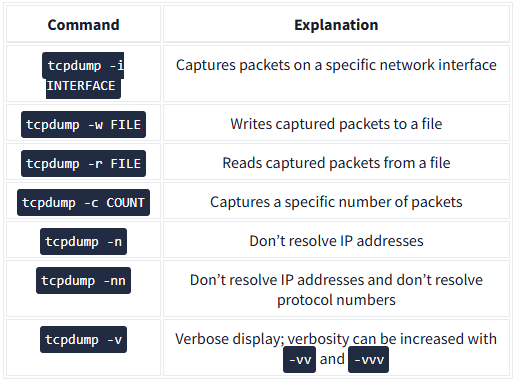 Command Explanation
tcpdump -i Captures packets on a specific network interface
INTERFACE
tcpdump -w FILE Writes captured packets to a file
tcpdump -r FILE Reads captured packets from a file
tcpdump -c COUNT Captures a specific number of packets
tcpdump -n Don’t resolve IP addresses
tcpdump -nn Don’t resolve IP addresses and don’t resolve
protocol numbers
tcpdump -v Verbose display; verbosity can be increased with
-vv and -vvv